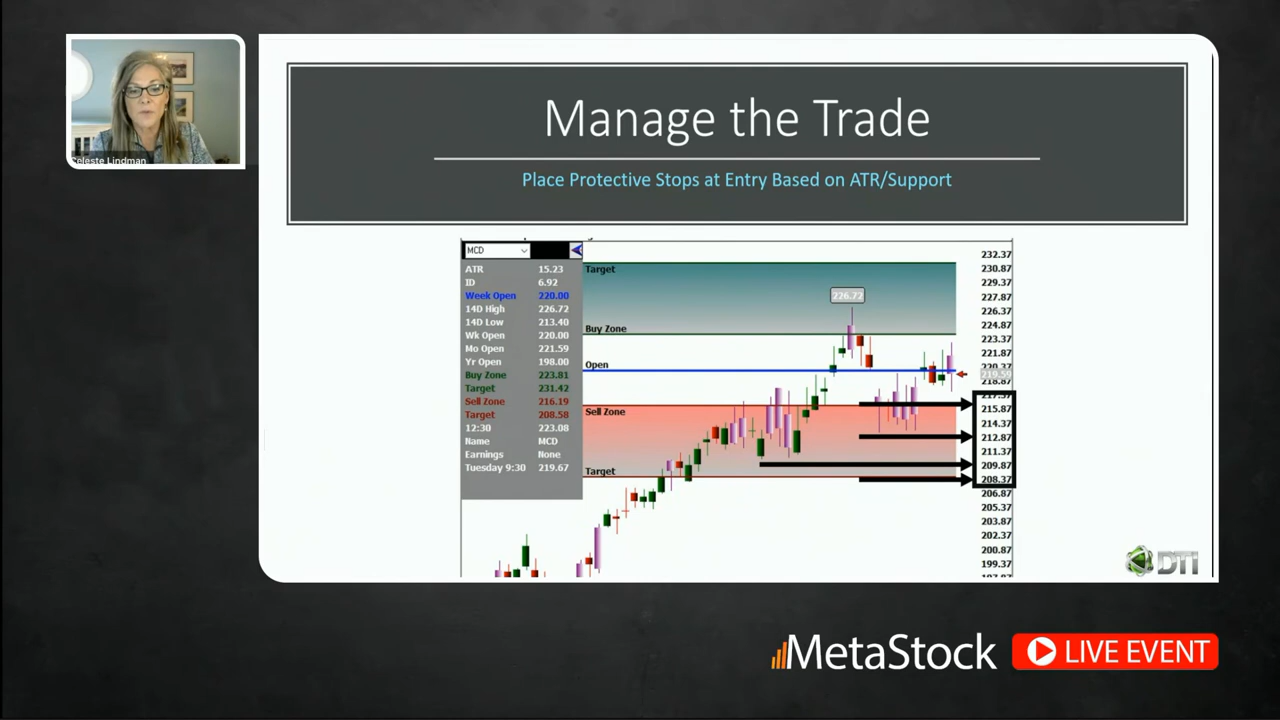 Celeste Lindman
Manage the Trade
Place Protective Stops at Entry Based on ATR/Support
MCD
ATR 15.23
ID 6.92
Week Open 220.00
14D High 226.72
14D Low 213.40
Wk Open 220.00
Mo Open 221.59
Yr Open 198.00
Buy Zone 223.81
Target 231.42
Sell Zone 216.19
Target 208.58
12:30 223.08
Name MCD
Earnings None
Tuesday 9:30 219.67
Target
226.72
Buy Zone
Open
Sell Zone
Target
232.37
230.87
229.37
227.87
226.37
224.87
223.37
221.87
220.37
219.59
218.87
217.37
215.87
214.37
212.87
211.37
209.87
208.37
206.87
205.37
203.87
202.37
200.87
199.37
DTI
MetaStock
LIVE EVENT